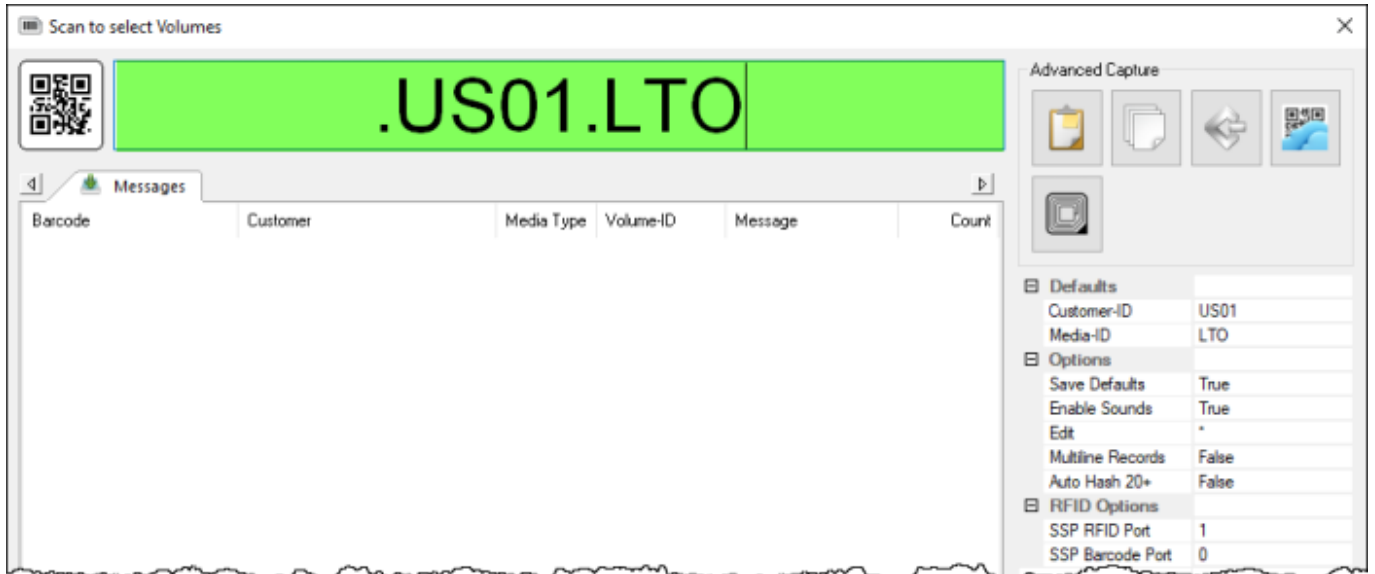 Scan to select Volumes
.US01.LTO
Advanced Capture
Messages
Barcode Customer Media Type Volume-ID Message Count
Defaults
Customer-ID US01
Media-ID LTO
Options
Save Defaults True
Enable Sounds True
Edit *
Multiline Records False
Auto Hash 20+ False
RFID Options
SSP RFID Port 1
SSP Barcode Port 0